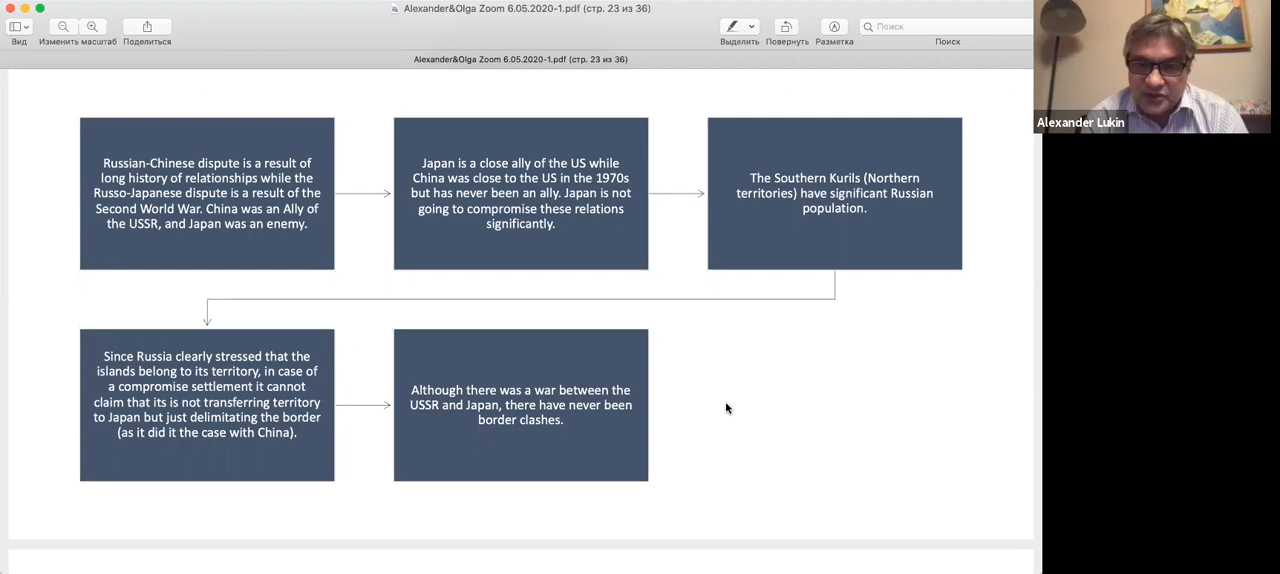 Alexander&Olga Zoom 6.05.2020-1.pdf (стр. 23 из 36)
Вид
Изменить масштаб
Поделиться
Выделить
Повернуть
Разметка
Поиск
Поиск
Alexander&Olga Zoom 6.05.2020-1.pdf (стр. 23 из 36)
Alexander Lukin
Russian-Chinese dispute is a result of
long history of relationships while the
Russo-Japanese dispute is a result of the
Second World War. China was an Ally of
the USSR, and Japan was an enemy.
Japan is a close ally of the US while
China was close to the US in the 1970s
but has never been an ally. Japan is not
going to compromise these relations
significantly.
The Southern Kurils (Northern
territories) have significant Russian
population.
Since Russia clearly stressed that the
islands belong to its territory, in case of
a compromise settlement it cannot
claim that its is not transferring territory
to Japan but just delimitating the border
(as it did it the case with China).
Although there was a war between the
USSR and Japan, there have never been
border clashes.